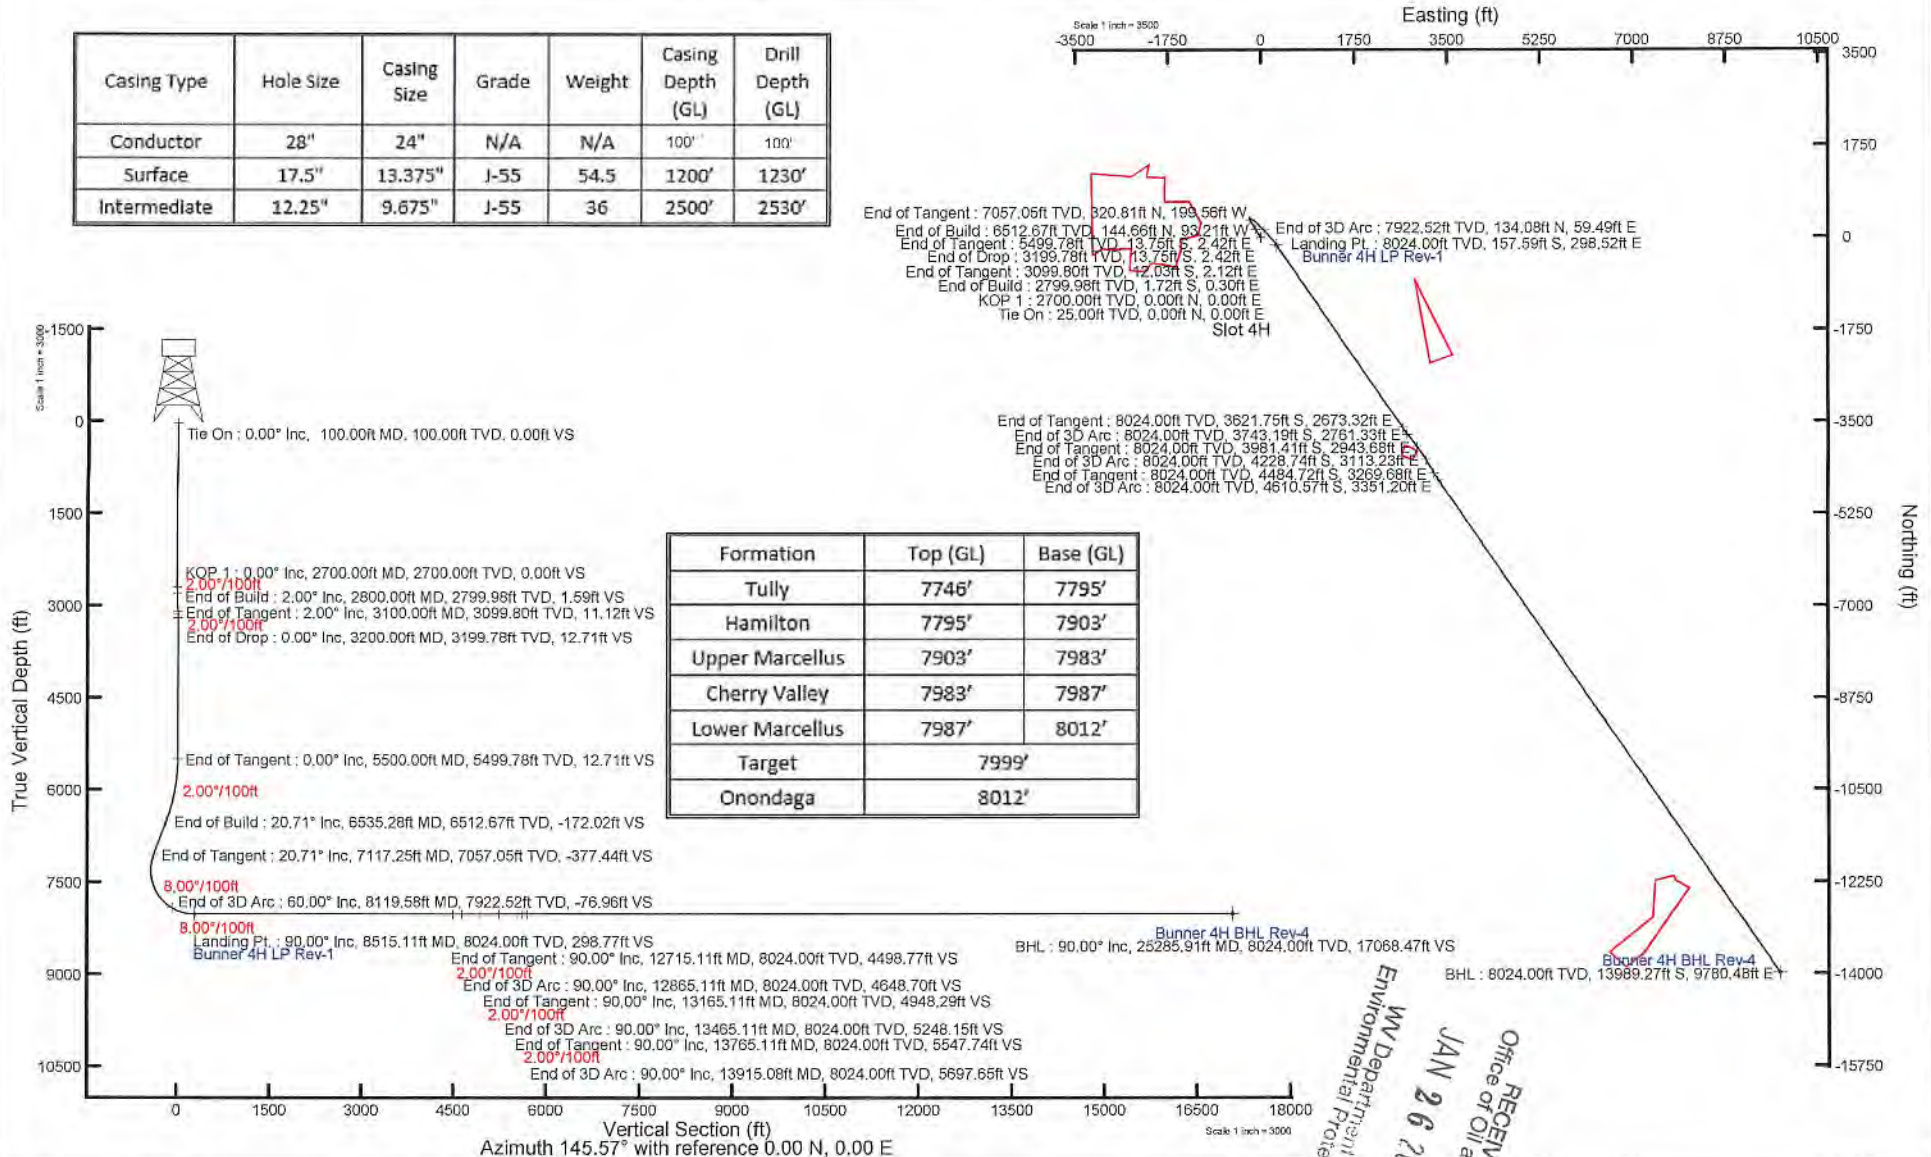 Casing Type Hole Size Casing Size Grade Weight Casing Depth (GL) Drill Depth (GL)
Conductor 28" 24" N/A N/A 100' 100'
Surface 17.5" 13.375" J-55 54.5 1200' 1230'
Intermediate 12.25" 9.675" J-55 36 2500' 2530'
Easting (ft)
Scale 1 inch = 3500
-3500 -1750 0 1750 3500 5250 7000 8750 10500
3500
1750
0
-1750
-3500
-5250
-7000
-8750
-10500
-12250
-14000
-15750
Northing (ft)
End of Tangent : 7057.05ft TVD, 320.81ft N, 199.56ft W
End of Build : 6512.67ft TVD, 144.66ft N, 93.21ft W
End of Tangent : 5499.78ft TVD, 13.75ft S, 2.42ft E
End of Drop : 3199.78ft TVD, 13.75ft S, 2.42ft E
End of Tangent : 3099.80ft TVD, 12.03ft S, 2.12ft E
End of Build : 2799.98ft TVD, 1.72ft S, 0.30ft E
KOP 1 : 2700.00ft TVD, 0.00ft N, 0.00ft E
Tie On : 25.00ft TVD, 0.00ft N, 0.00ft E
Slot 4H
End of 3D Arc : 7922.52ft TVD, 134.08ft N, 59.49ft E
Landing Pt. : 8024.00ft TVD, 157.59ft S, 298.52ft E
Bunner 4H LP Rev-1
End of Tangent : 8024.00ft TVD, 3621.75ft S, 2673.32ft E
End of 3D Arc : 8024.00ft TVD, 3743.19ft S, 2761.33ft E
End of Tangent : 8024.00ft TVD, 3981.41ft S, 2943.68ft E
End of 3D Arc : 8024.00ft TVD, 4228.74ft S, 3113.23ft E
End of Tangent : 8024.00ft TVD, 4484.72ft S, 3269.68ft E
End of 3D Arc : 8024.00ft TVD, 4610.57ft S, 3351.20ft E
Bunner 4H BHL Rev-4
BHL : 8024.00ft TVD, 13989.27ft S, 9780.48ft E
Scale 1 inch = 3000
-1500
0
1500
3000
4500
6000
7500
9000
10500
True Vertical Depth (ft)
Tie On : 0.00° Inc, 100.00ft MD, 100.00ft TVD, 0.00ft VS
KOP 1 : 0.00° Inc, 2700.00ft MD, 2700.00ft TVD, 0.00ft VS
2.00°/100ft
End of Build : 2.00° Inc, 2800.00ft MD, 2799.98ft TVD, 1.59ft VS
End of Tangent : 2.00° Inc, 3100.00ft MD, 3099.80ft TVD, 11.12ft VS
2.00°/100ft
End of Drop : 0.00° Inc, 3200.00ft MD, 3199.78ft TVD, 12.71ft VS
End of Tangent : 0.00° Inc, 5500.00ft MD, 5499.78ft TVD, 12.71ft VS
2.00°/100ft
End of Build : 20.71° Inc, 6535.28ft MD, 6512.67ft TVD, -172.02ft VS
End of Tangent : 20.71° Inc, 7117.25ft MD, 7057.05ft TVD, -377.44ft VS
8.00°/100ft
End of 3D Arc : 60.00° Inc, 8119.58ft MD, 7922.52ft TVD, -76.96ft VS
8.00°/100ft
Landing Pt. : 90.00° Inc, 8515.11ft MD, 8024.00ft TVD, 298.77ft VS
Bunner 4H LP Rev-1
End of Tangent : 90.00° Inc, 12715.11ft MD, 8024.00ft TVD, 4498.77ft VS
2.00°/100ft
End of 3D Arc : 90.00° Inc, 12865.11ft MD, 8024.00ft TVD, 4648.70ft VS
End of Tangent : 90.00° Inc, 13165.11ft MD, 8024.00ft TVD, 4948.29ft VS
2.00°/100ft
End of 3D Arc : 90.00° Inc, 13465.11ft MD, 8024.00ft TVD, 5248.15ft VS
End of Tangent : 90.00° Inc, 13765.11ft MD, 8024.00ft TVD, 5547.74ft VS
2.00°/100ft
End of 3D Arc : 90.00° Inc, 13915.08ft MD, 8024.00ft TVD, 5697.65ft VS
Bunner 4H BHL Rev-4
BHL : 90.00° Inc, 25285.91ft MD, 8024.00ft TVD, 17068.47ft VS
Formation Top (GL) Base (GL)
Tully 7746' 7795'
Hamilton 7795' 7903'
Upper Marcellus 7903' 7983'
Cherry Valley 7983' 7987'
Lower Marcellus 7987' 8012'
Target 7999'
Onondaga 8012'
0 1500 3000 4500 6000 7500 9000 10500 12000 13500 15000 16500 18000
Vertical Section (ft)
Scale 1 inch = 3000
Azimuth 145.57° with reference 0.00 N, 0.00 E
RECEIV
Office of Oil a
JAN 26 2
WV Department
Environmental Prote